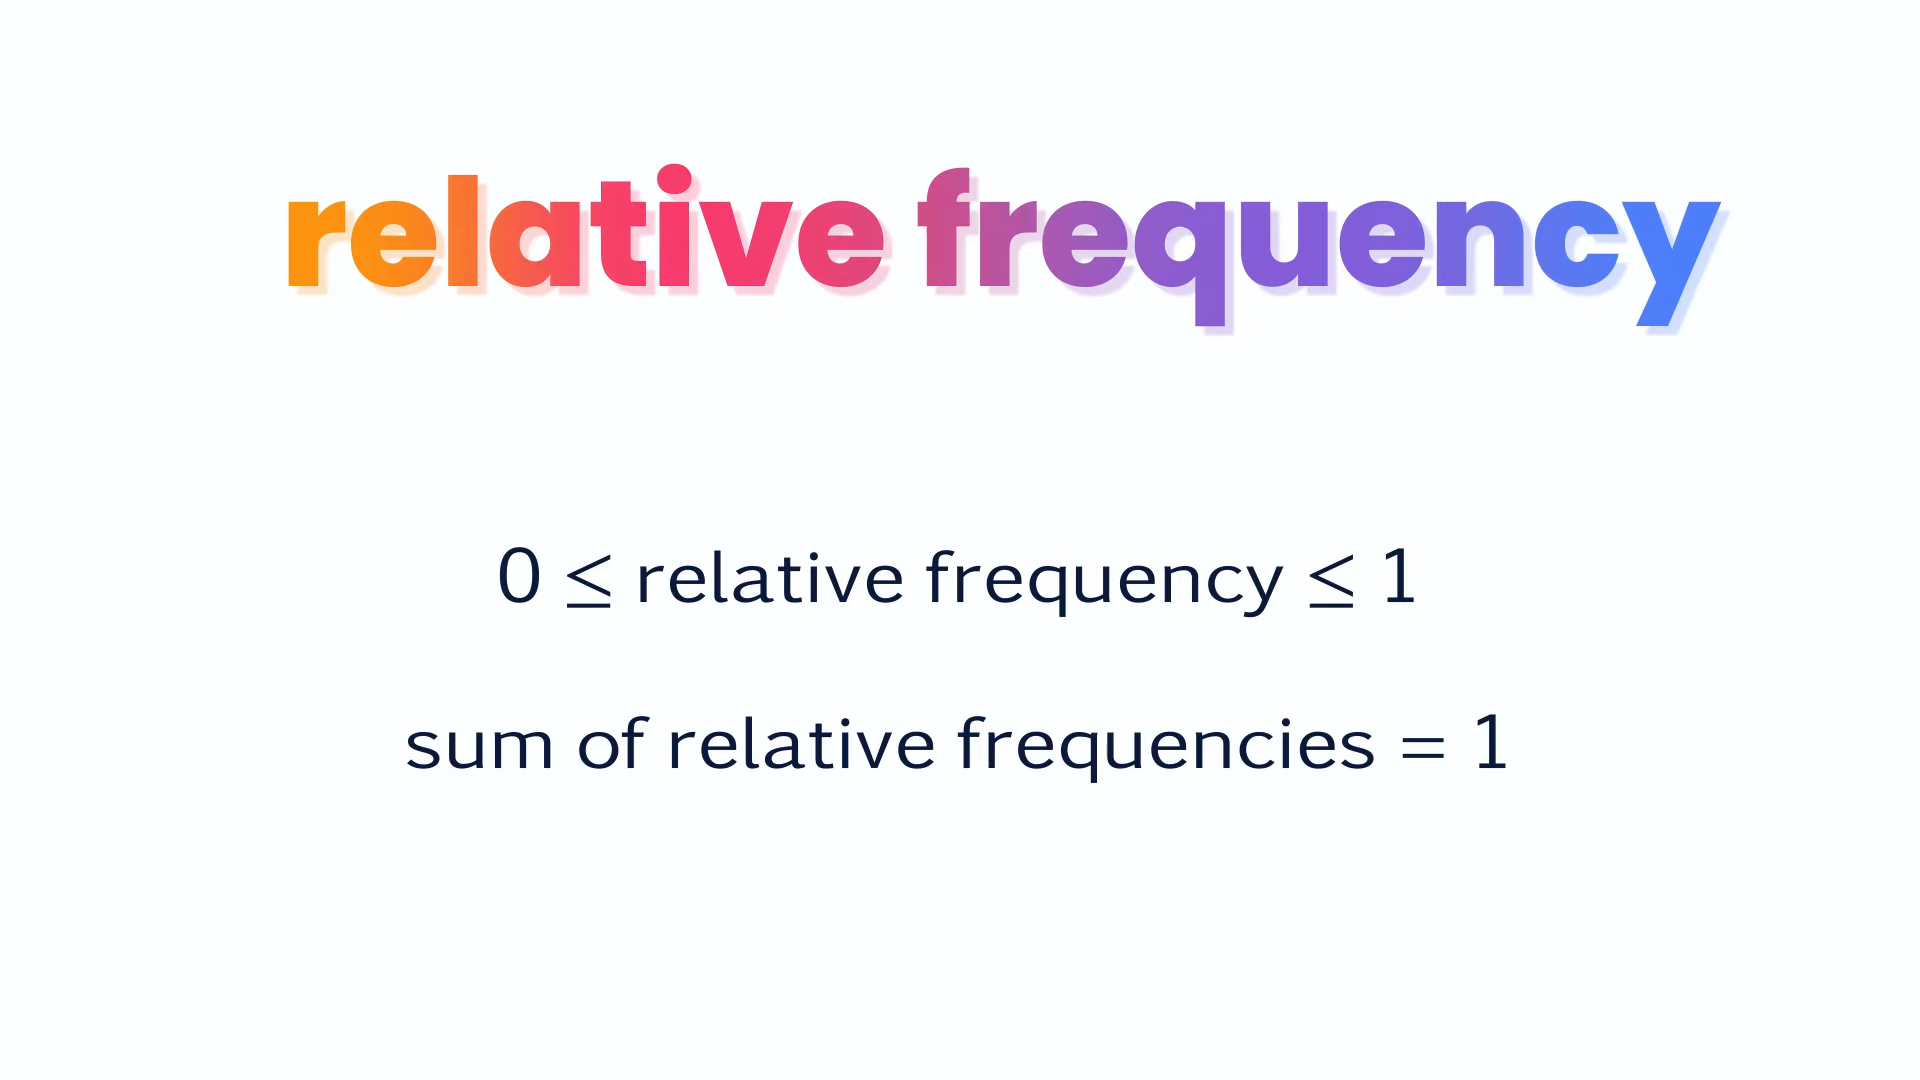 relative frequency
0 ≤ relative frequency ≤ 1
sum of relative frequencies = 1